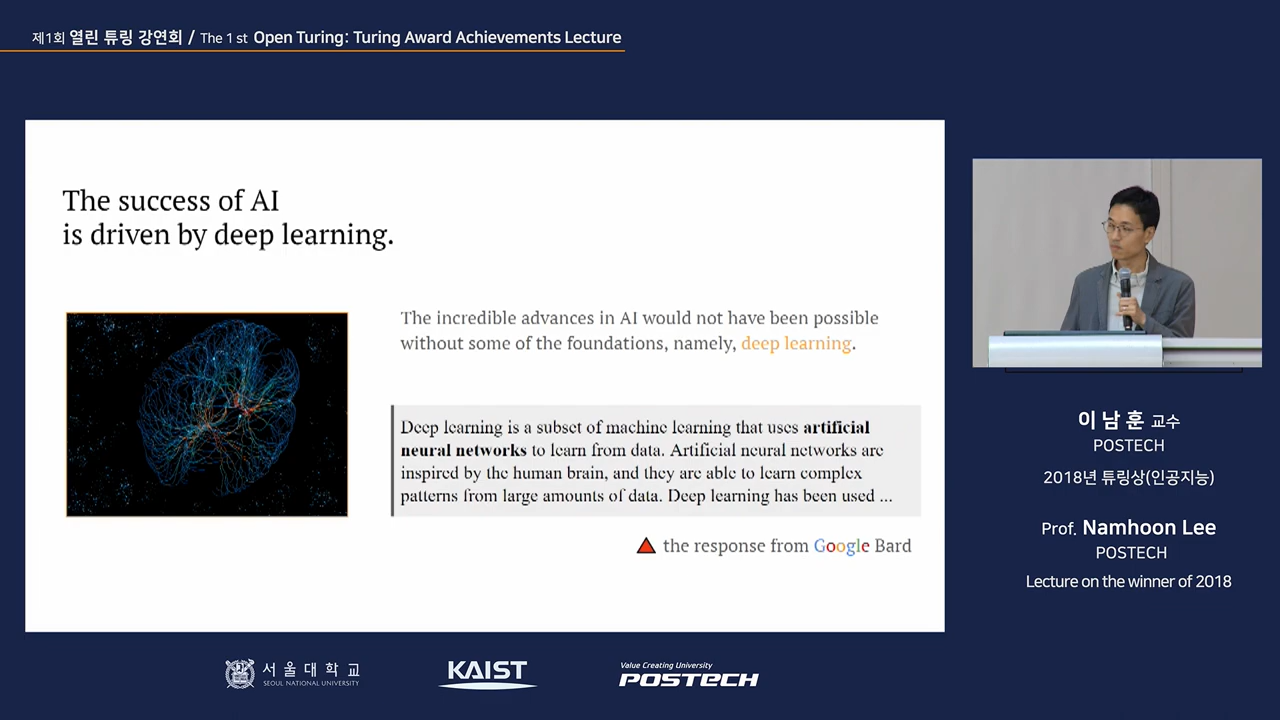 제1회 열린 튜링 강연회 / The 1 st Open Turing: Turing Award Achievements Lecture
The success of AI
is driven by deep learning.
The incredible advances in AI would not have been possible
without some of the foundations, namely, deep learning.
Deep learning is a subset of machine learning that uses artificial
neural networks to learn from data. Artificial neural networks are
inspired by the human brain, and they are able to learn complex
patterns from large amounts of data. Deep learning has been used ...
the response from Google Bard
이 남 훈 교수
POSTECH
2018년 튜링상(인공지능)
Prof. Namhoon Lee
POSTECH
Lecture on the winner of 2018
서울대학교
SEOUL NATIONAL UNIVERSITY
KAIST
Value Creating University
POSTECH